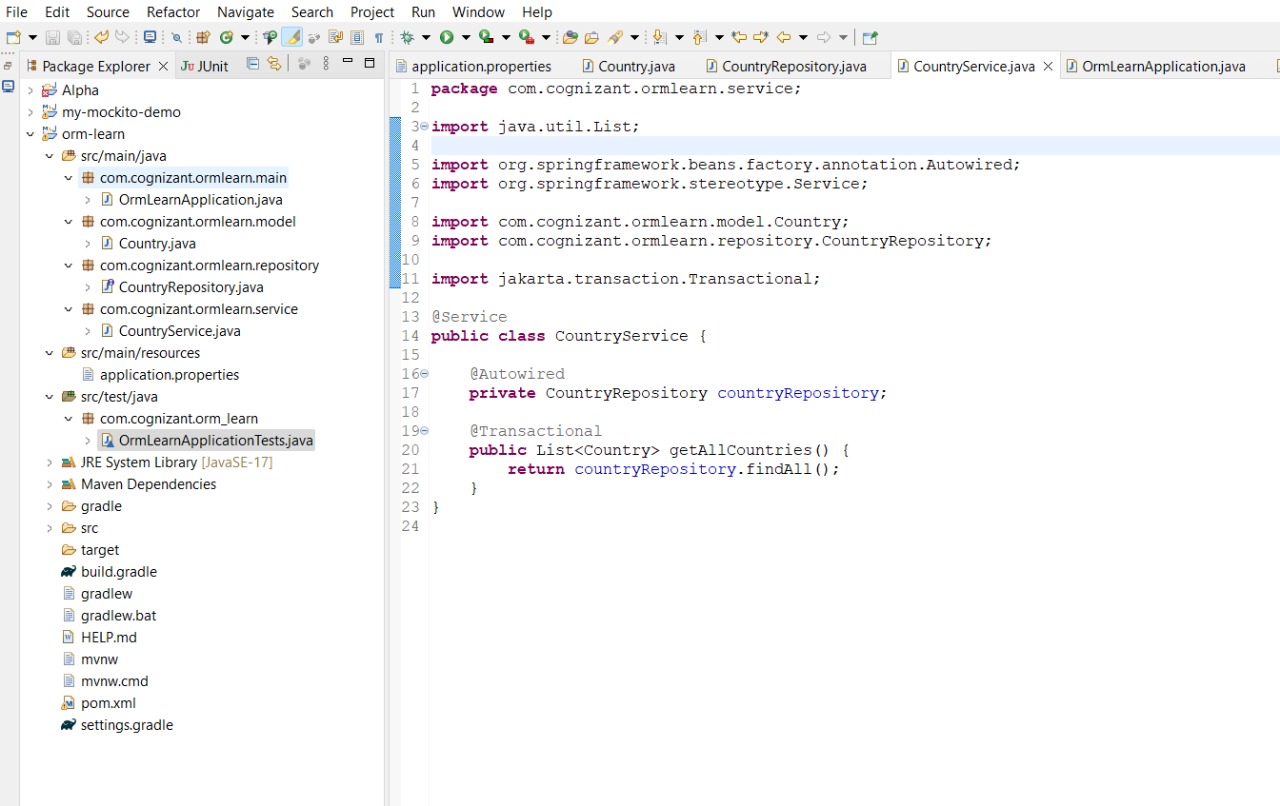 File Edit Source Refactor Navigate Search Project Run Window Help
Package Explorer JUnit
Alpha
my-mockito-demo
orm-learn
src/main/java
com.cognizant.ormlearn.main
OrmLearnApplication.java
com.cognizant.ormlearn.model
Country.java
com.cognizant.ormlearn.repository
CountryRepository.java
com.cognizant.ormlearn.service
CountryService.java
src/main/resources
application.properties
src/test/java
com.cognizant.orm_learn
OrmLearnApplicationTests.java
JRE System Library [JavaSE-17]
Maven Dependencies
gradle
src
target
build.gradle
gradlew
gradlew.bat
HELP.md
mvnw
mvnw.cmd
pom.xml
settings.gradle
application.properties Country.java CountryRepository.java CountryService.java OrmLearnApplication.java
1 package com.cognizant.ormlearn.service;
2
3 import java.util.List;
4
5 import org.springframework.beans.factory.annotation.Autowired;
6 import org.springframework.stereotype.Service;
7
8 import com.cognizant.ormlearn.model.Country;
9 import com.cognizant.ormlearn.repository.CountryRepository;
10
11 import jakarta.transaction.Transactional;
12
13 @Service
14 public class CountryService {
15
16 @Autowired
17 private CountryRepository countryRepository;
18
19 @Transactional
20 public List<Country> getAllCountries() {
21 return countryRepository.findAll();
22 }
23 }
24